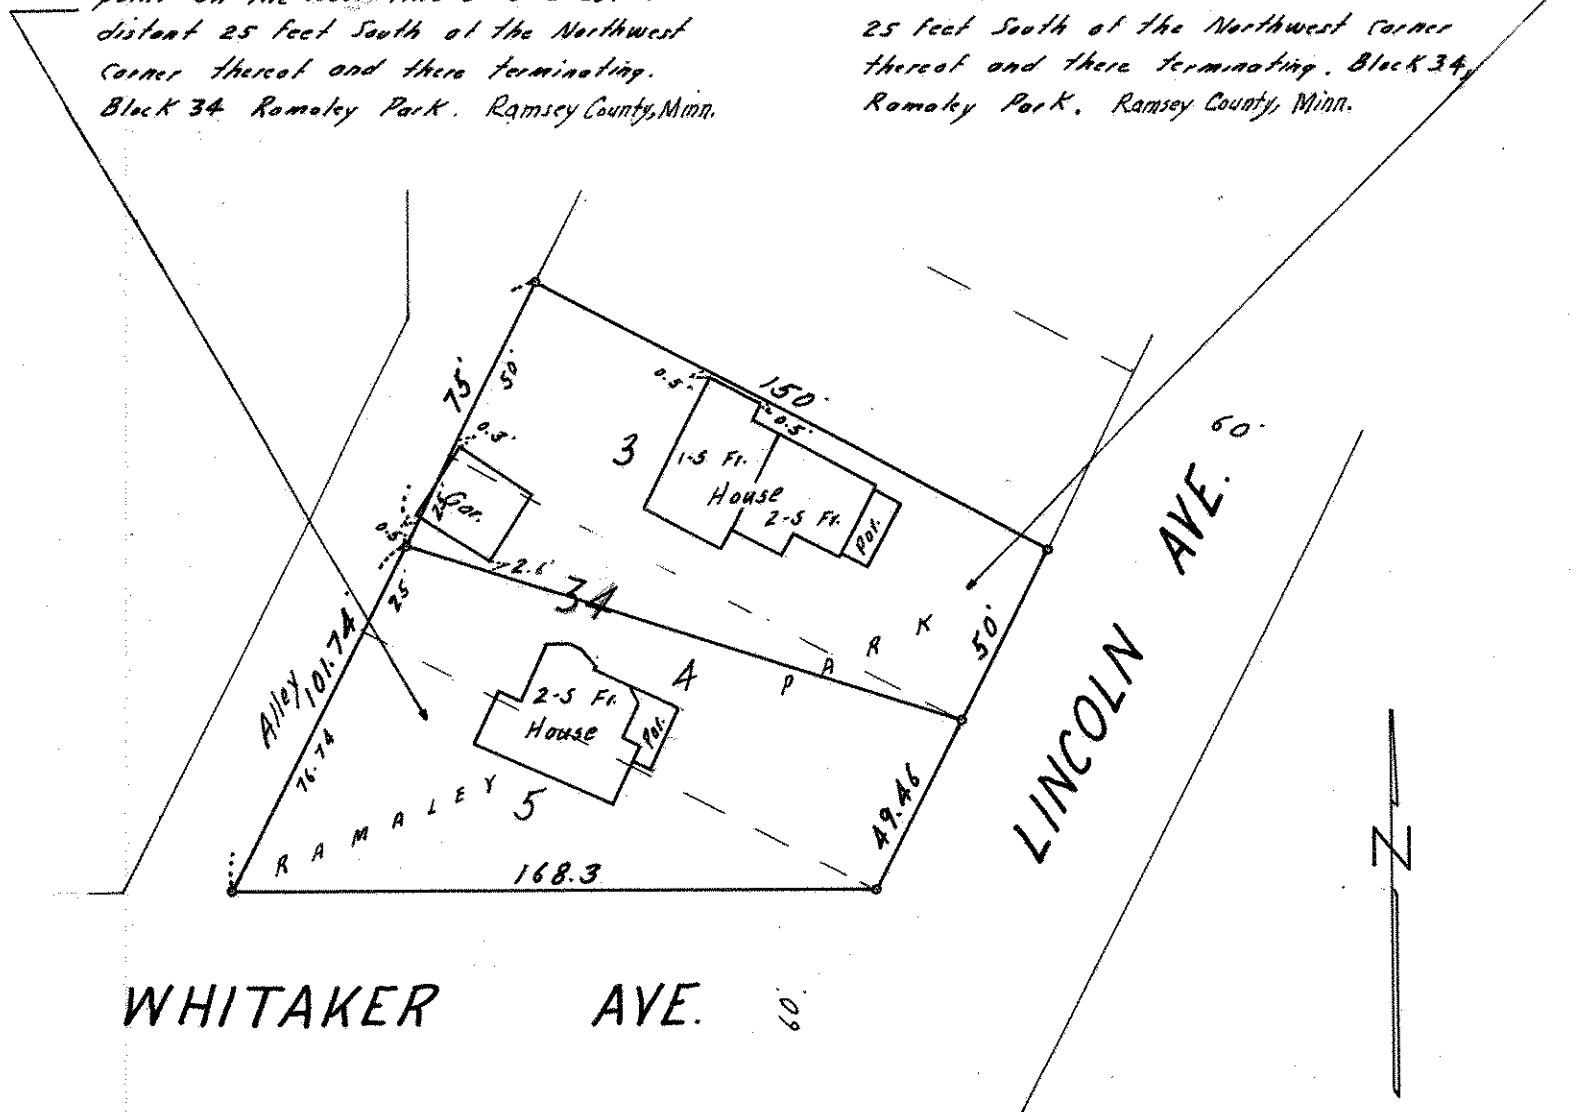 distant 25 feet South of the Northwest
Corner thereof and there terminating.
Block 34 Ramaley Park. Ramsey County, Minn.
25 feet South of the Northwest Corner
thereof and there terminating. Block 34,
Ramaley Park. Ramsey County, Minn.
75'
50'
0.5'
150'
0.5'
60'
3
1-S Fr.
House
2-S Fr.
Por.
0.3'
Gar.
25'
2.6'
34
25'
50'
Alley
101.74'
76.74
4
2-S Fr.
House
Por.
5
RAMALEY PARK
49.46
168.3
LINCOLN AVE.
N
WHITAKER AVE. 60'